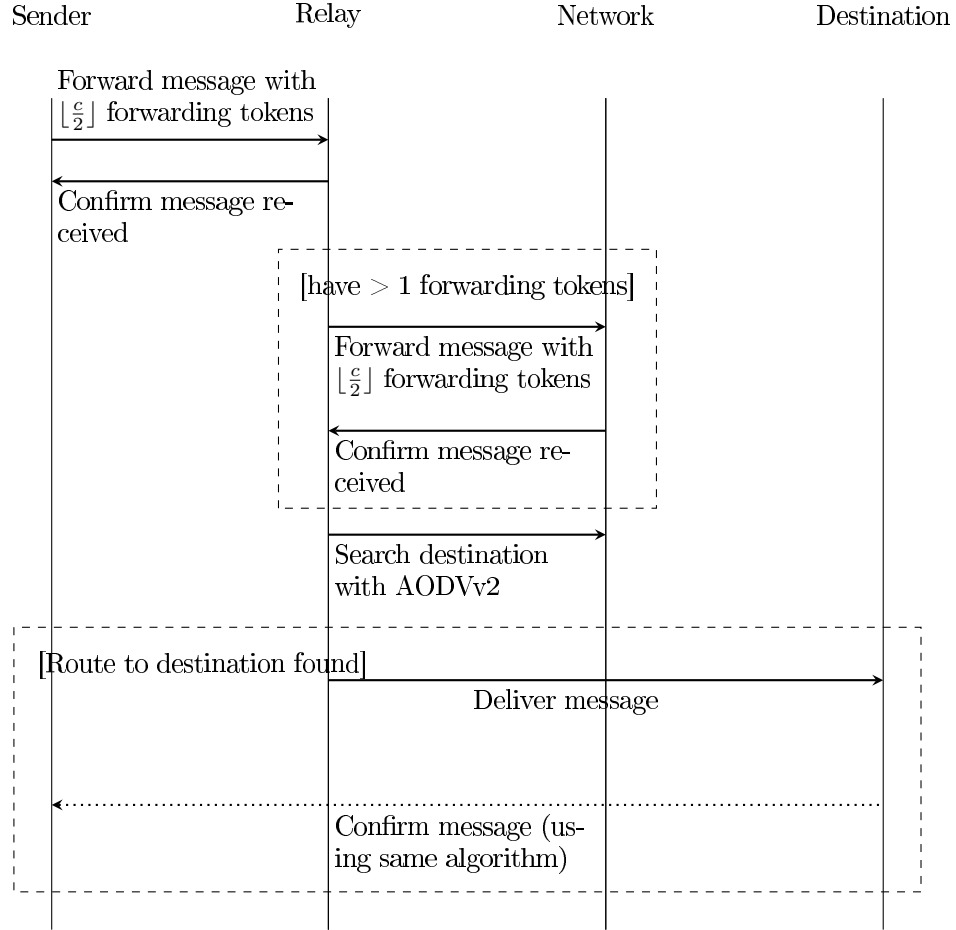 Sender Relay Network Destination
Forward message with
⌊c/2⌋ forwarding tokens
Confirm message re-
ceived
[have > 1 forwarding tokens]
Forward message with
⌊c/2⌋ forwarding tokens
Confirm message re-
ceived
Search destination
with AODVv2
[Route to destination found]
Deliver message
Confirm message (us-
ing same algorithm)